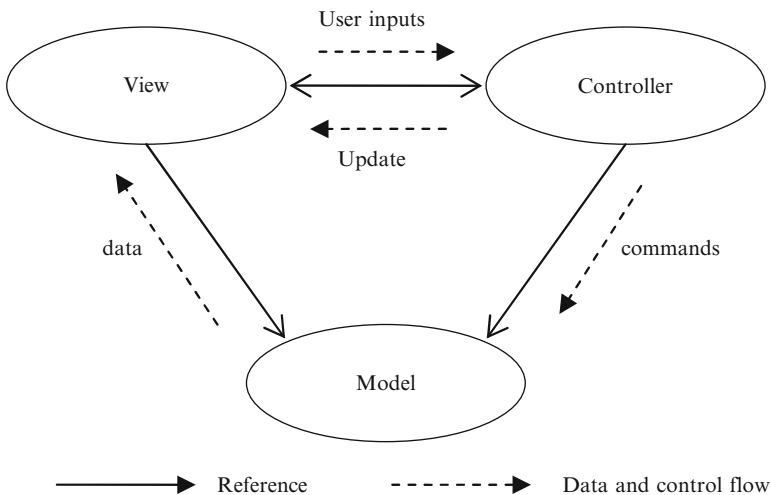 User inputs
View
Controller
Update
data
commands
Model
Reference
Data and control flow